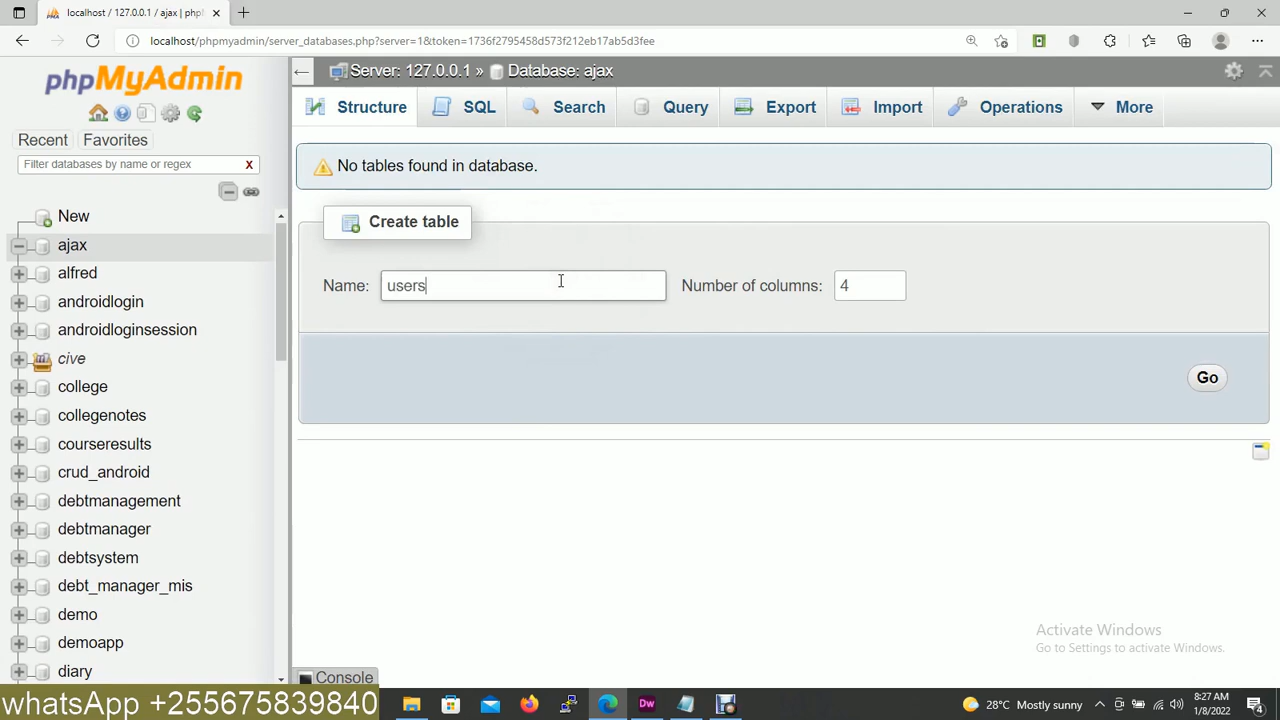 localhost / 127.0.0.1 / ajax | phpM
localhost/phpmyadmin/server_databases.php?server=1&token=1736f2795458d573f212eb17ab5d3fee
phpMyAdmin
Recent
Favorites
Filter databases by name or regex
X
New
ajax
alfred
androidlogin
androidloginsession
cive
college
collegenotes
courseresults
crud_android
debtmanagement
debtmanager
debtsystem
debt_manager_mis
demo
demoapp
diary
Server: 127.0.0.1 » Database: ajax
Structure
SQL
Search
Query
Export
Import
Operations
More
No tables found in database.
Create table
Name: users
Number of columns: 4
Go
Console
Activate Windows
Go to Settings to activate Windows.
whatsApp +255675839840
Dw
28°C Mostly sunny
8:27 AM
1/8/2022
4